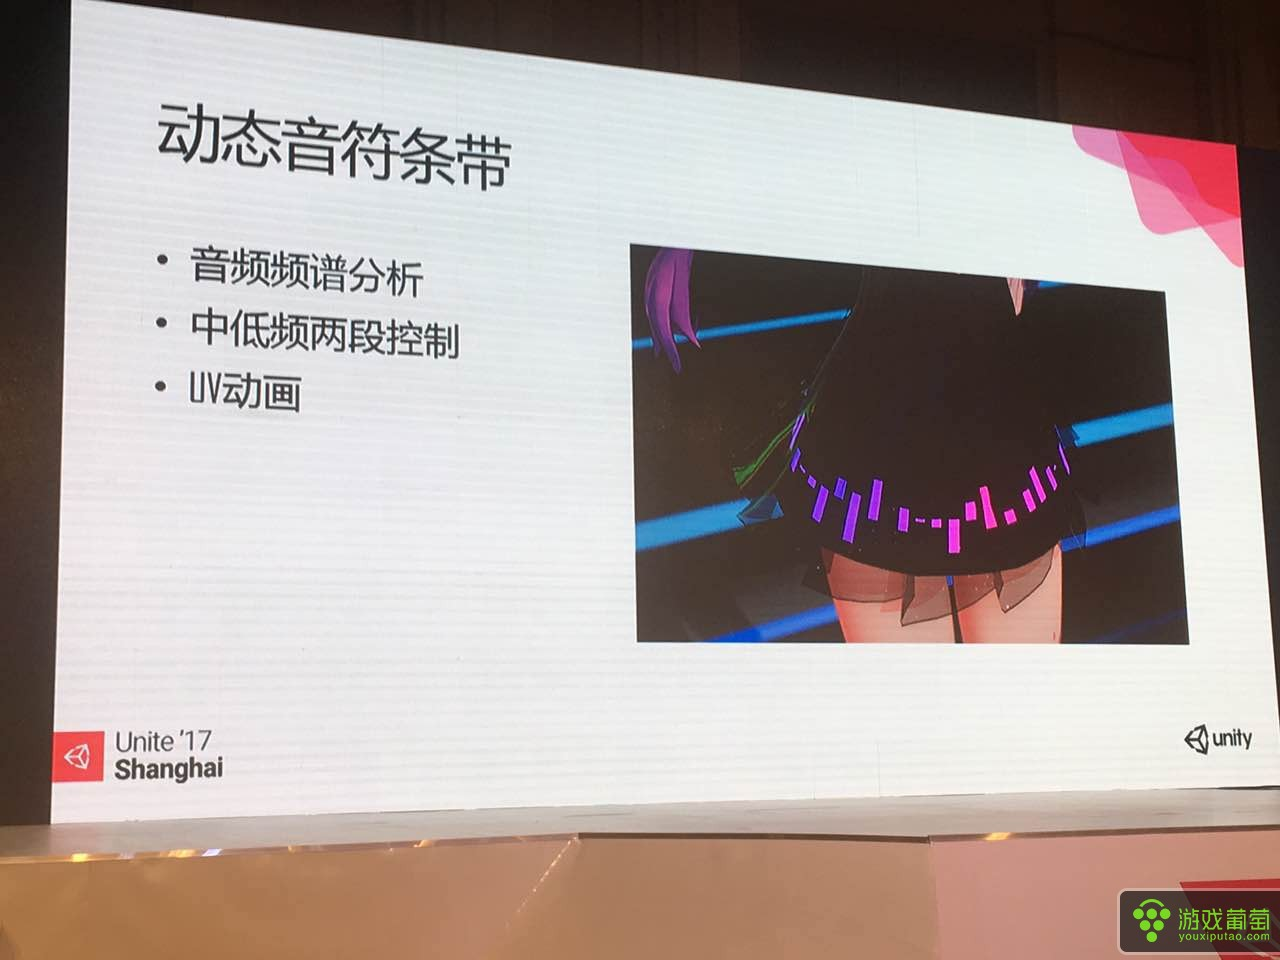 动态音符条带
• 音频频谱分析
• 中低频两段控制
• UV动画
Unite '17
Shanghai
unity
游戏葡萄
youxiputao.com